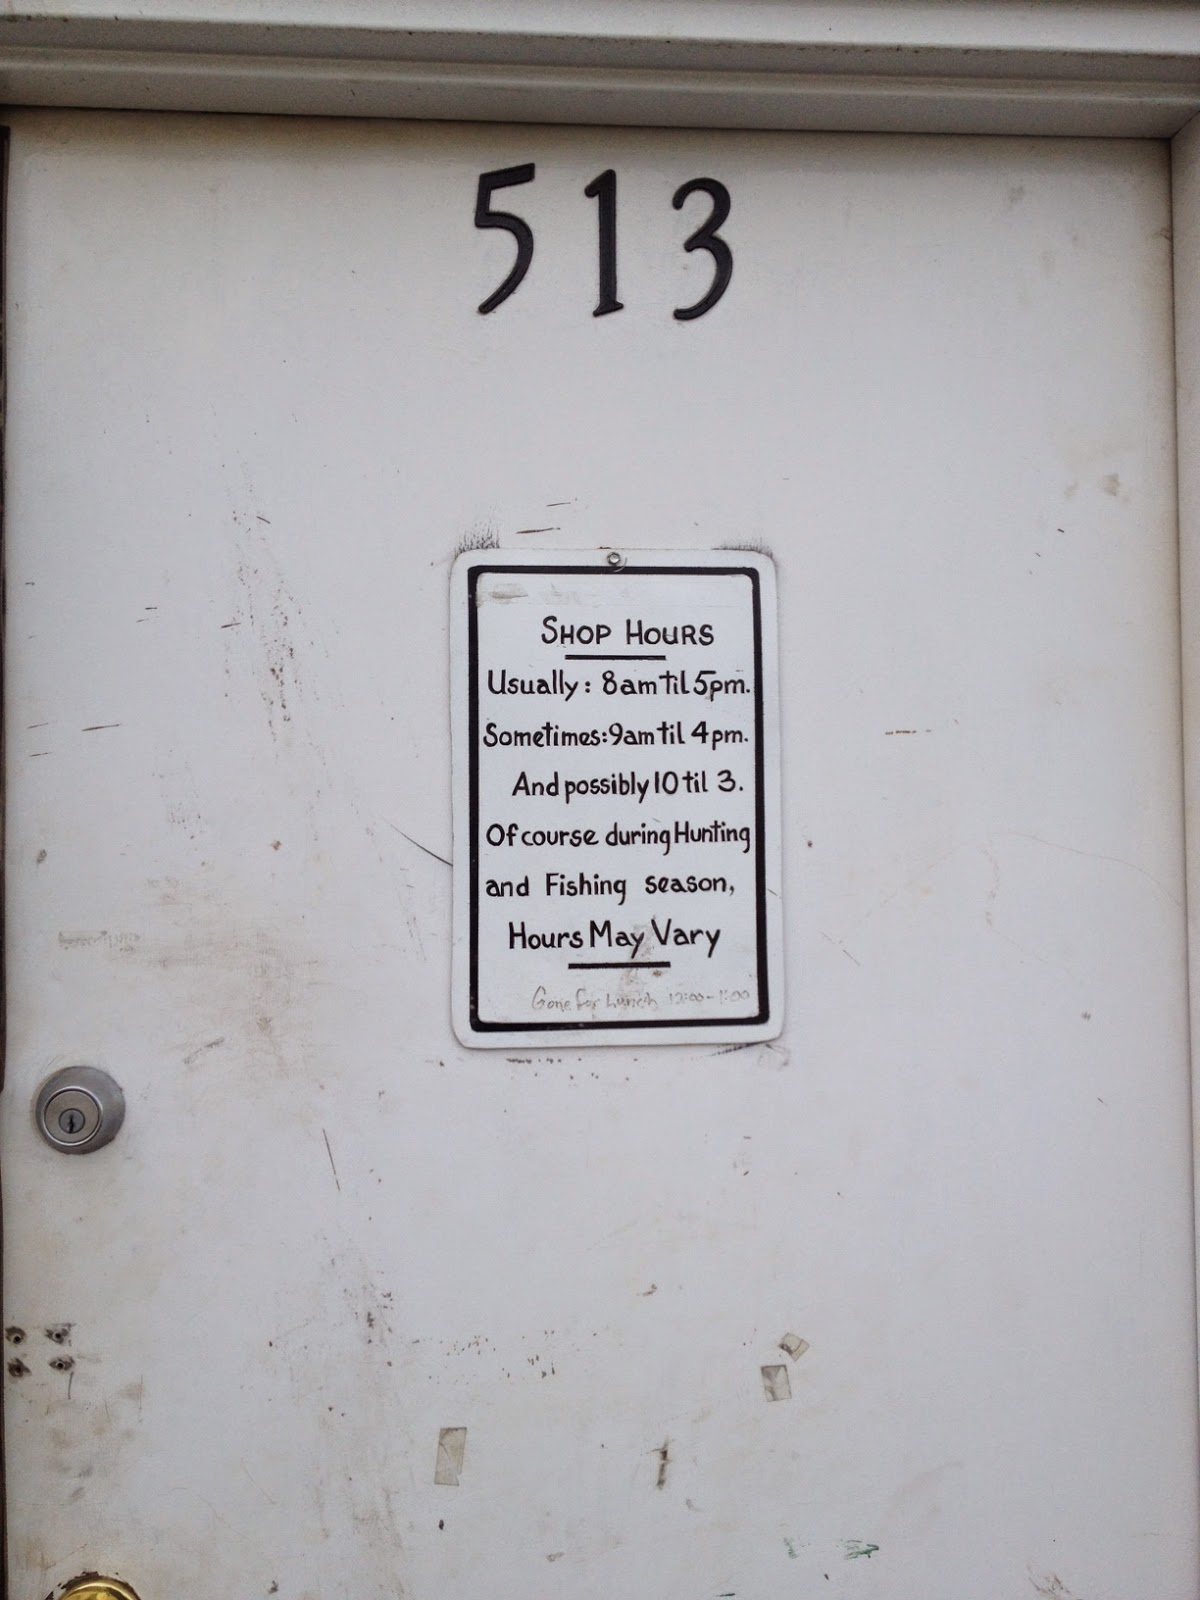 513
SHOP HOURS
Usually: 8am til 5pm.
Sometimes: 9am til 4pm.
And possibly 10 til 3.
Of course during Hunting
and Fishing season,
Hours May Vary
Gone for Lunch 12:00-1:00